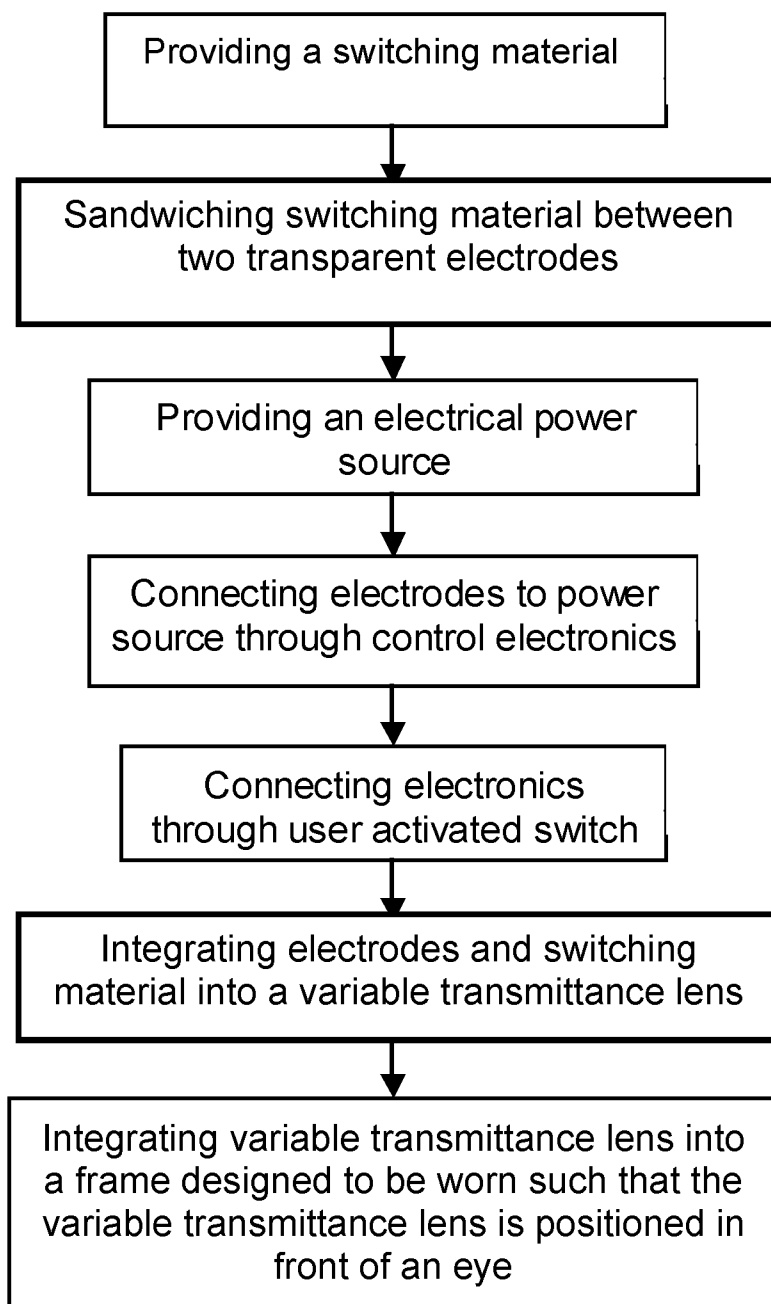 Providing a switching material
Sandwiching switching material between
two transparent electrodes
Providing an electrical power
source
Connecting electrodes to power
source through control electronics
Connecting electronics
through user activated switch
Integrating electrodes and switching
material into a variable transmittance lens
Integrating variable transmittance lens into
a frame designed to be worn such that the
variable transmittance lens is positioned in
front of an eye